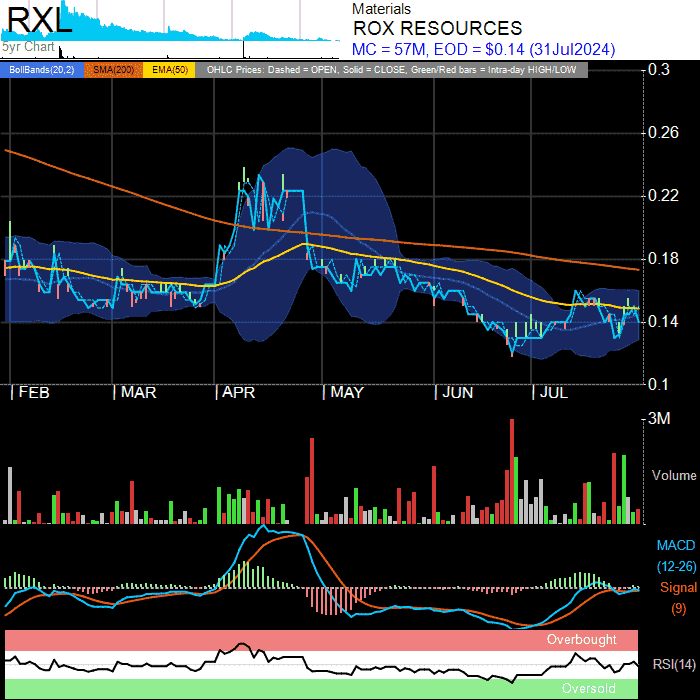 RXL
5yr Chart
Materials
ROX RESOURCES
MC = 57M, EOD = $0.14 (31Jul2024)
BollBands(20,2) SMA(200) EMA(50) OHLC Prices: Dashed = OPEN, Solid = CLOSE, Green/Red bars = Intra-day HIGH/LOW
0.3
0.26
0.22
0.18
0.14
0.1
FEB MAR APR MAY JUN JUL
3M
Volume
MACD
(12-26)
Signal
(9)
Overbought
RSI(14)
Oversold